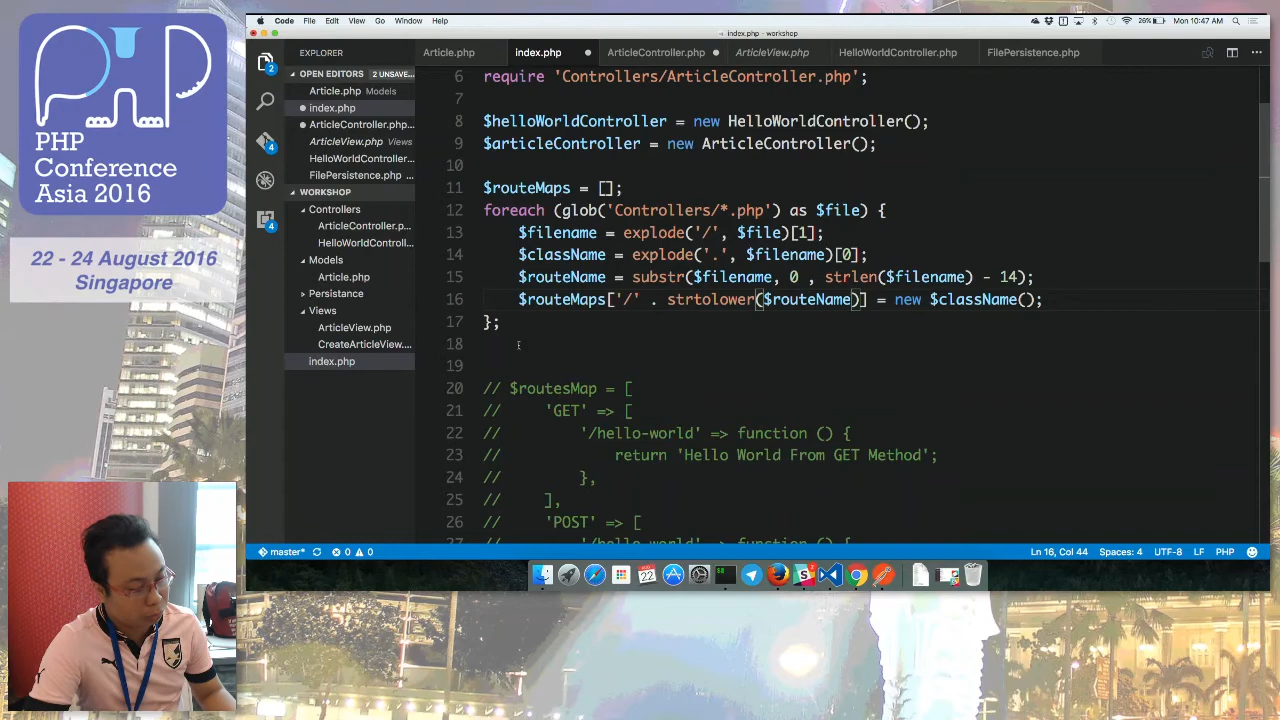 Code File Edit View Go Window Help
26% Mon 10:47 AM
index.php - workshop
EXPLORER
Article.php index.php ArticleController.php ArticleView.php HelloWorldController.php FilePersistence.php
OPEN EDITORS 2 UNSAVE...
Article.php Models
index.php
ArticleController.php...
ArticleView.php Views
HelloWorldController....
FilePersistence.php ...
WORKSHOP
Controllers
ArticleController.p...
HelloWorldControll...
Models
Article.php
Persistance
Views
ArticleView.php
CreateArticleView....
index.php
6 require 'Controllers/ArticleController.php';
7
8 $helloWorldController = new HelloWorldController();
9 $articleController = new ArticleController();
10
11 $routeMaps = [];
12 foreach (glob('Controllers/*.php') as $file) {
13 $filename = explode('/', $file)[1];
14 $className = explode('.', $filename)[0];
15 $routeName = substr($filename, 0 , strlen($filename) - 14);
16 $routeMaps['/' . strtolower($routeName)] = new $className();
17 };
18
19
20 // $routesMap = [
21 // 'GET' => [
22 // '/hello-world' => function () {
23 // return 'Hello World From GET Method';
24 // },
25 // ],
26 // 'POST' => [
27 // '/hello-world' => function () {
master* 0 0
Ln 16, Col 44 Spaces: 4 UTF-8 LF PHP
PHP
Conference
Asia 2016
22 - 24 August 2016
Singapore